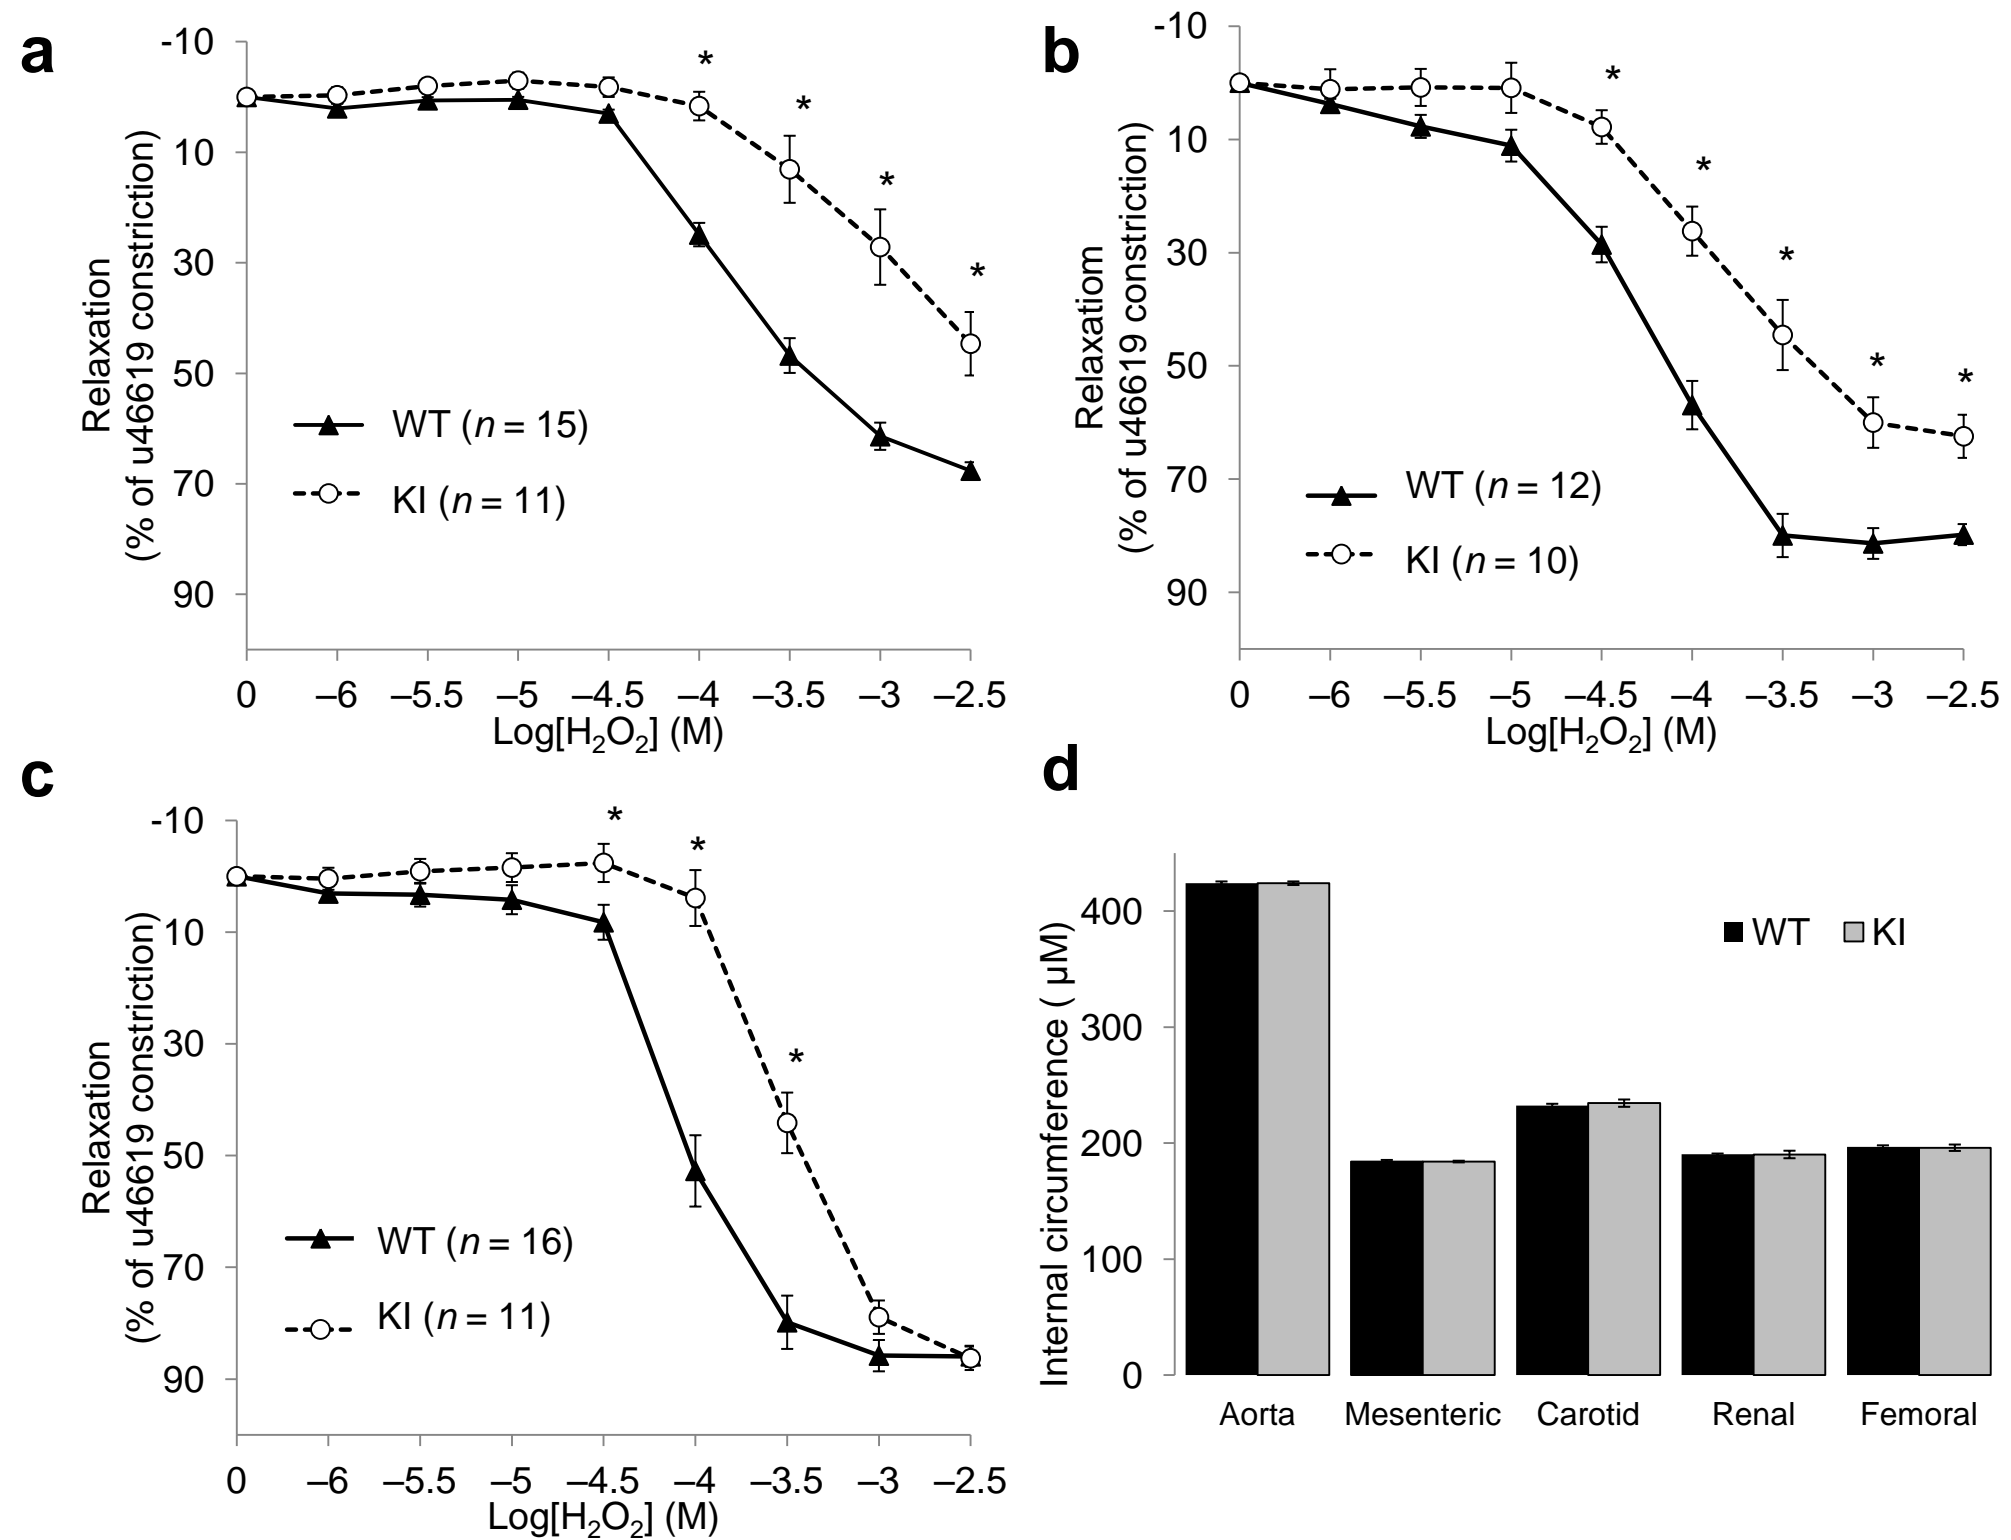 a
-10
10
30
50
70
90
Relaxation
(% of u46619 constriction)
*
*
*
*
WT (n = 15)
KI (n = 11)
0 –6 –5.5 –5 –4.5 –4 –3.5 –3 –2.5
Log[H₂O₂] (M)
b
-10
10
30
50
70
90
Relaxatiom
(% of u46619 constriction)
*
*
*
*
*
WT (n = 12)
KI (n = 10)
0 –6 –5.5 –5 –4.5 –4 –3.5 –3 –2.5
Log[H₂O₂] (M)
c
-10
10
30
50
70
90
Relaxation
(% of u46619 constriction)
*
*
*
WT (n = 16)
KI (n = 11)
0 –6 –5.5 –5 –4.5 –4 –3.5 –3 –2.5
Log[H₂O₂] (M)
d
400
300
200
100
0
Internal circumference ( µM)
WT KI
Aorta Mesenteric Carotid Renal Femoral